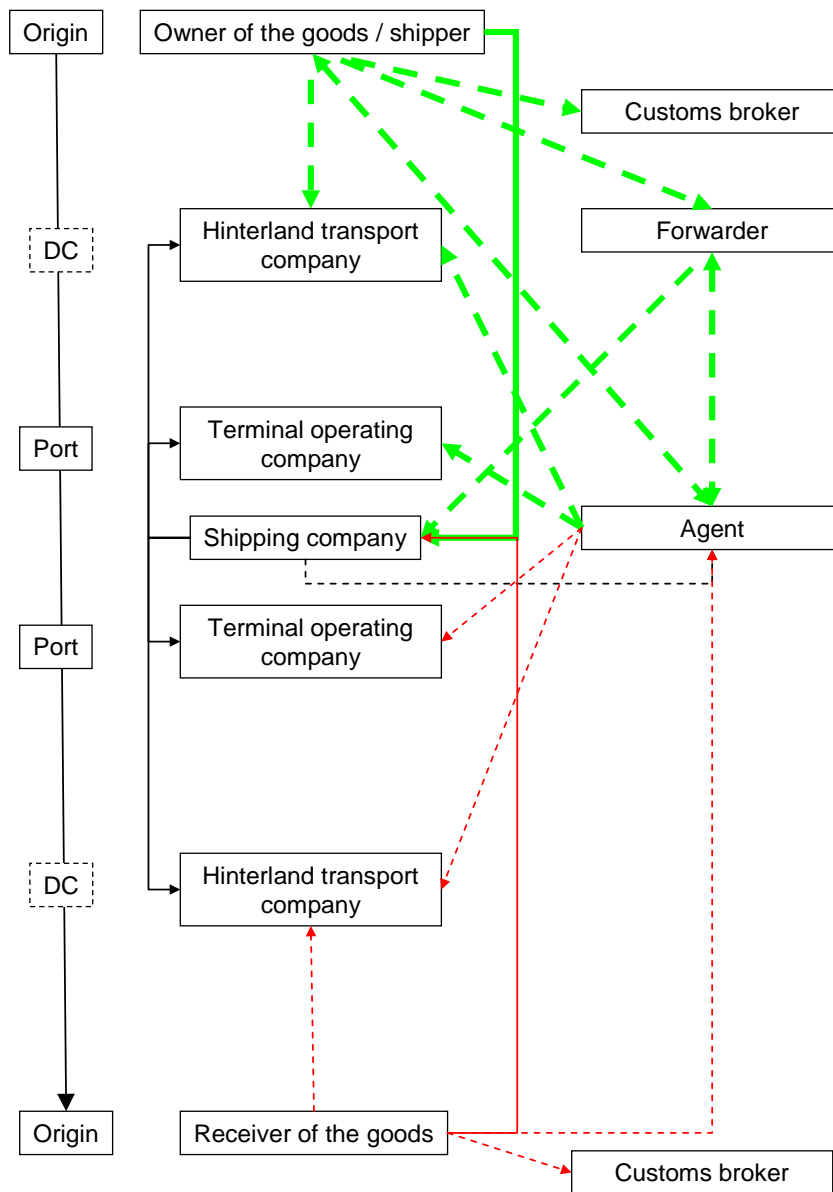 Origin
Owner of the goods / shipper
Customs broker
DC
Hinterland transport
company
Forwarder
Port
Terminal operating
company
Shipping company
Agent
Port
Terminal operating
company
DC
Hinterland transport
company
Origin
Receiver of the goods
Customs broker